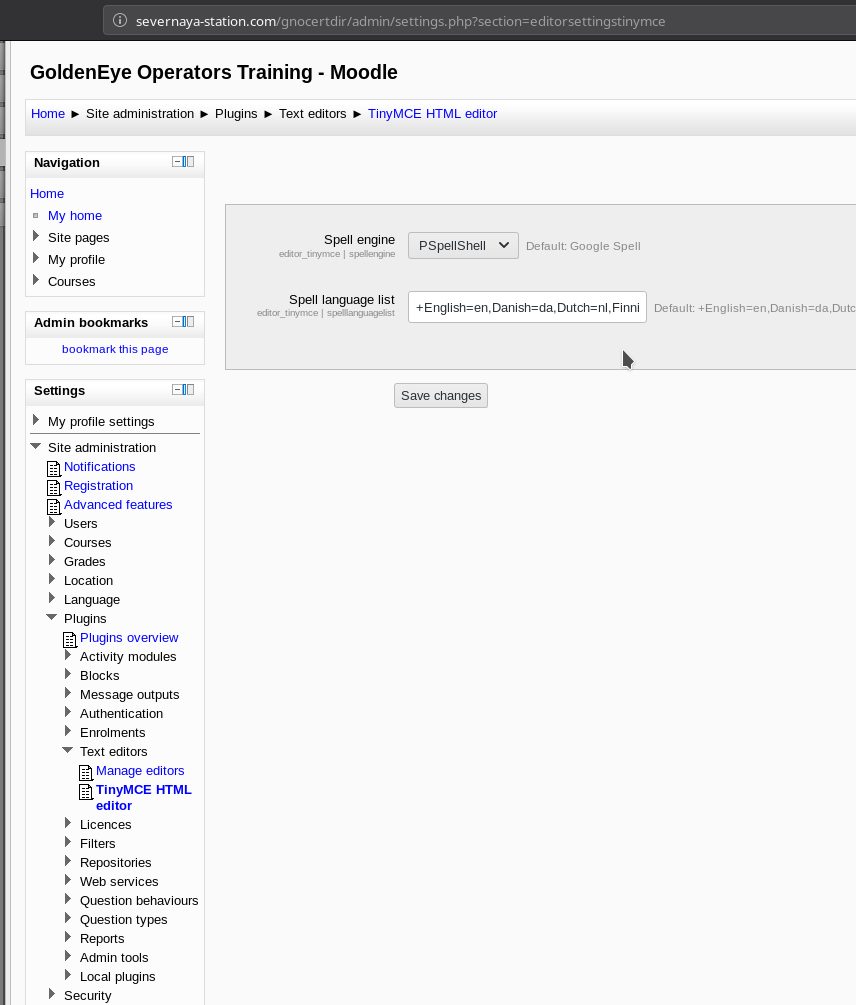 severnaya-station.com/gnocertdir/admin/settings.php?section=editorsettingstinymce
GoldenEye Operators Training - Moodle
Home ► Site administration ► Plugins ► Text editors ► TinyMCE HTML editor
Navigation
Home
My home
Site pages
My profile
Courses
Admin bookmarks
bookmark this page
Settings
My profile settings
Site administration
Notifications
Registration
Advanced features
Users
Courses
Grades
Location
Language
Plugins
Plugins overview
Activity modules
Blocks
Message outputs
Authentication
Enrolments
Text editors
Manage editors
TinyMCE HTML
editor
Licences
Filters
Repositories
Web services
Question behaviours
Question types
Reports
Admin tools
Local plugins
Security
Spell engine PSpellShell Default: Google Spell
editor_tinymce | spellengine
Spell language list +English=en,Danish=da,Dutch=nl,Finni Default: +English=en,Danish=da,Dutc
editor_tinymce | spelllanguagelist
Save changes